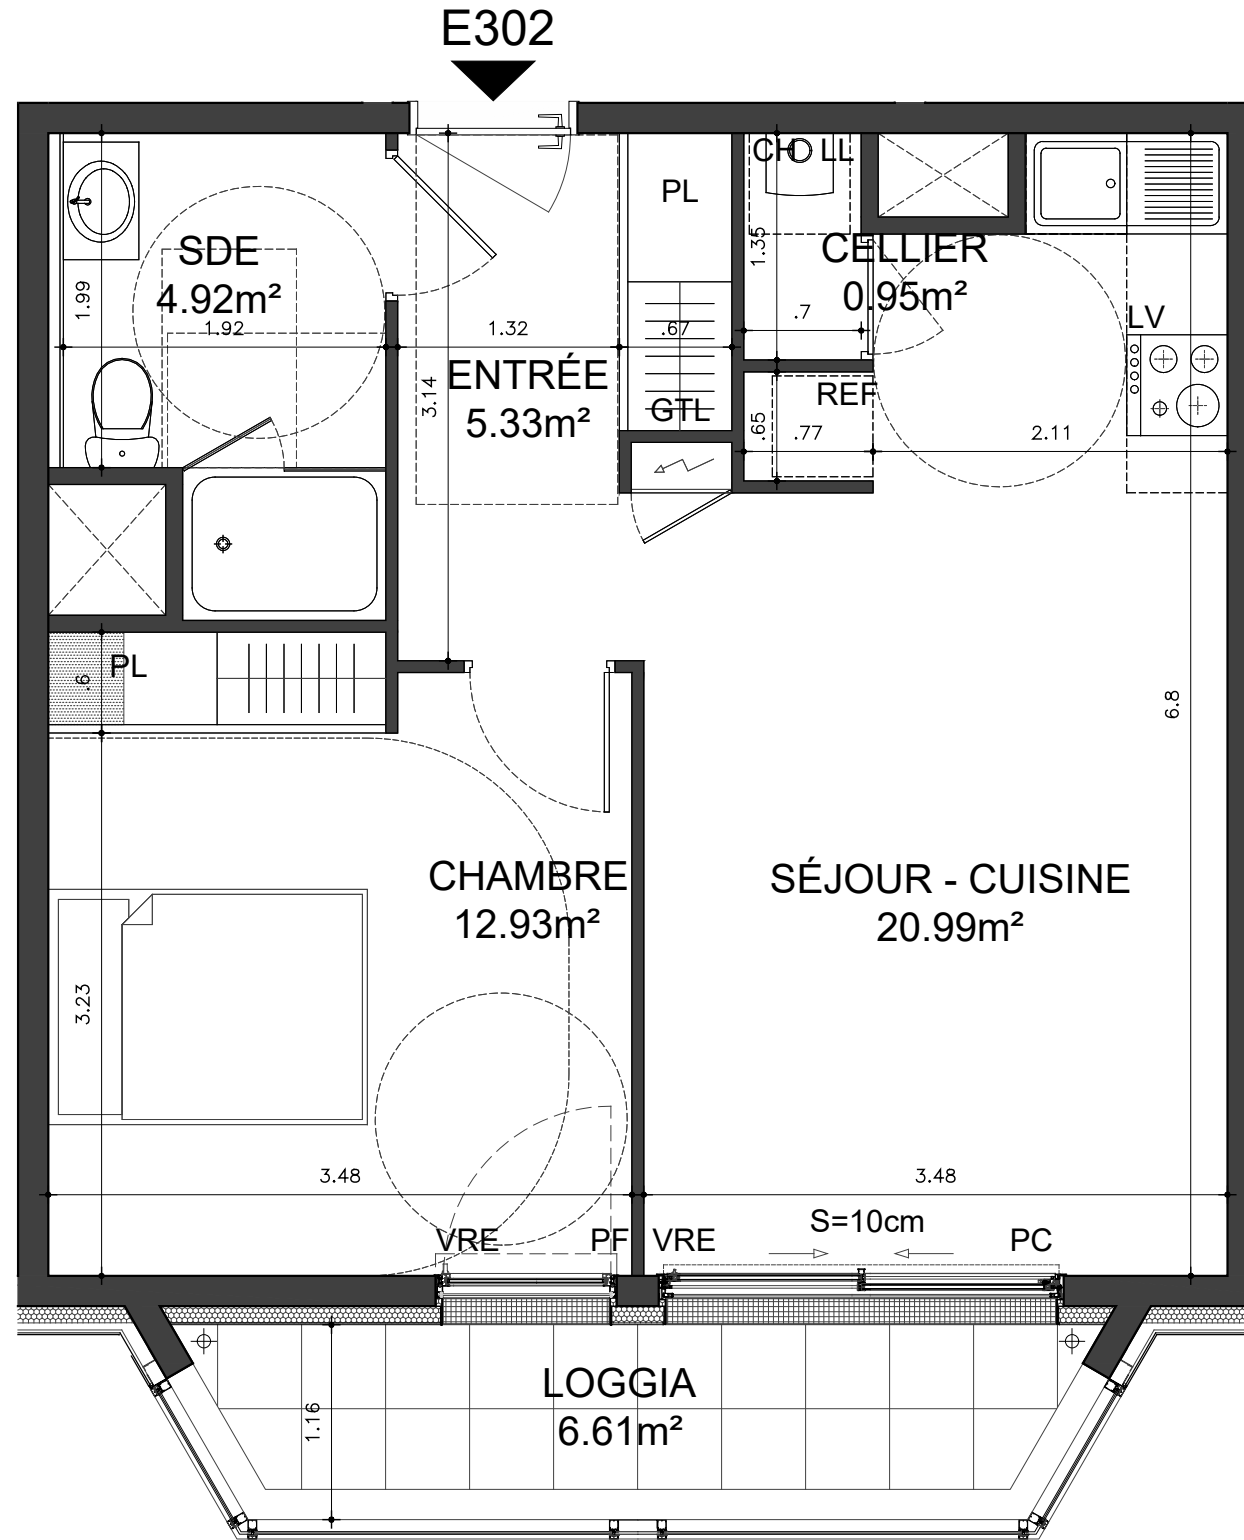 E302
PL
CH LL
SDE
4.92m²
1.99
1.92
1.32
.67
1.35
CELLIER
0.95m²
.7
LV
ENTRÉE
5.33m²
3.14
GTL
REF
.65
.77
2.11
PL
.6
6.8
CHAMBRE
12.93m²
SÉJOUR - CUISINE
20.99m²
3.23
3.48
3.48
S=10cm
VRE
PF
VRE
PC
LOGGIA
6.61m²
1.16